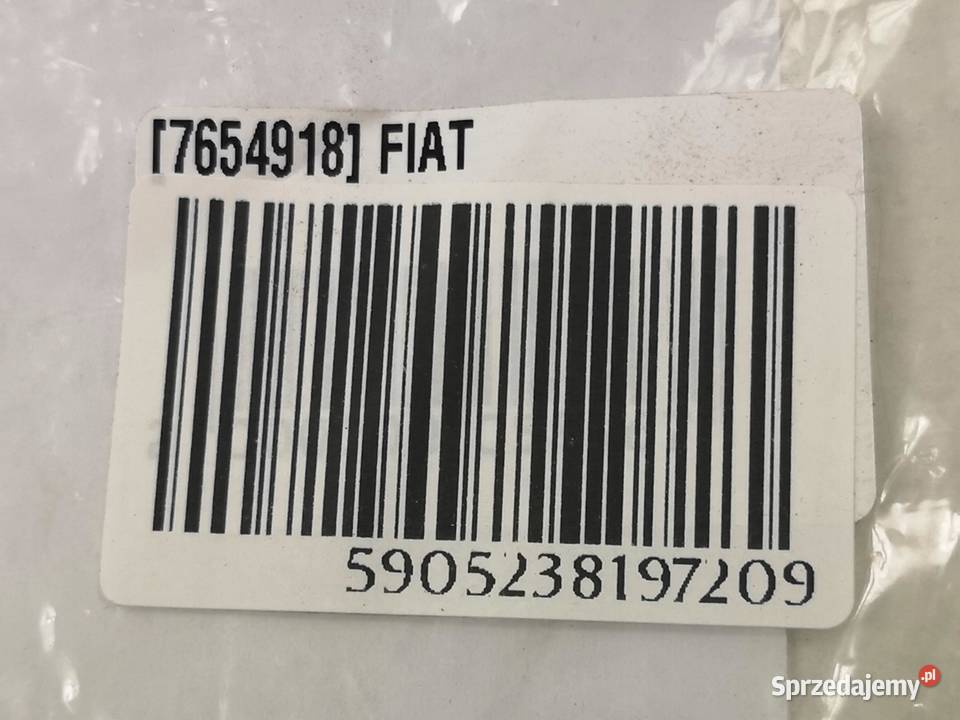 [7654918] FIAT
5905238197209
Sprzedajemy.pl